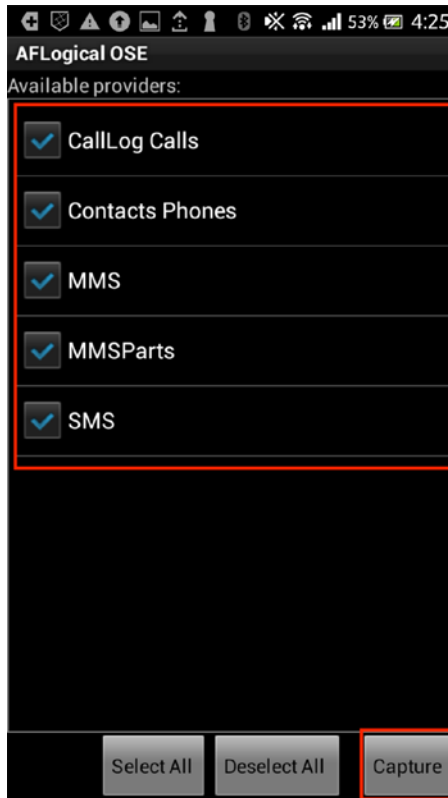 53% 4:25
AFLogical OSE
Available providers:
CallLog Calls
Contacts Phones
MMS
MMSParts
SMS
Select All Deselect All Capture